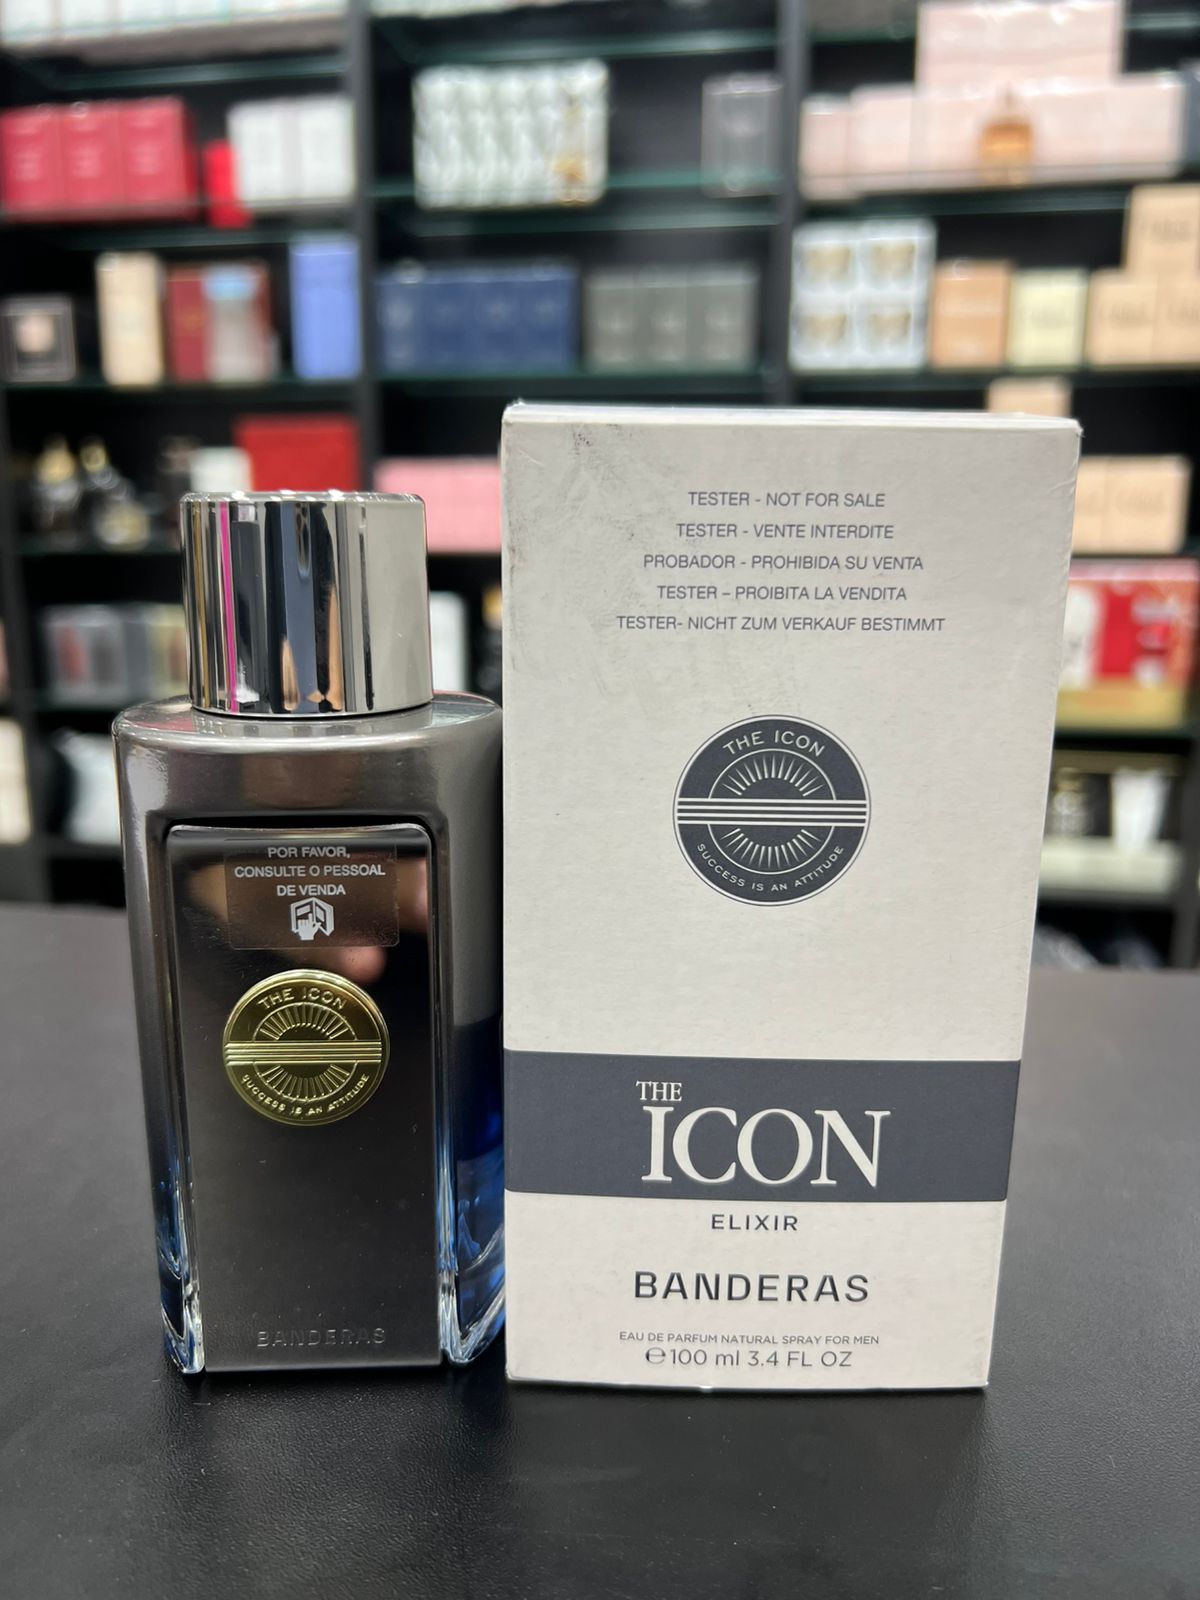 POR FAVOR,
CONSULTE O PESSOAL
DE VENDA
THE ICON
SUCCESS IS AN ATTITUDE
BANDERAS
TESTER - NOT FOR SALE
TESTER - VENTE INTERDITE
PROBADOR - PROHIBIDA SU VENTA
TESTER – PROIBITA LA VENDITA
TESTER- NICHT ZUM VERKAUF BESTIMMT
THE ICON
SUCCESS IS AN ATTITUDE
THE
ICON
ELIXIR
BANDERAS
EAU DE PARFUM NATURAL SPRAY FOR MEN
℮100 ml 3.4 FL OZ